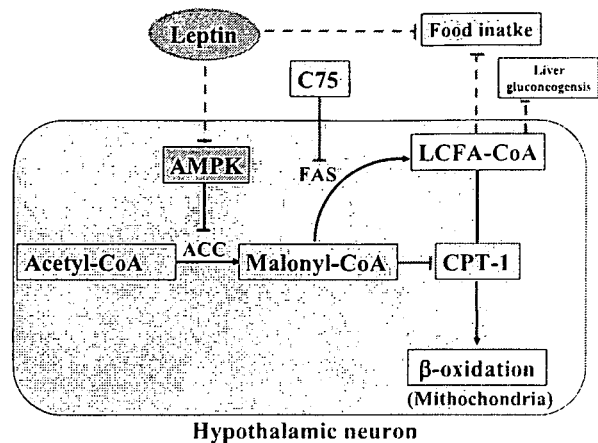 Leptin
Food inatke
C75
Liver
gluconeogensis
AMPK
FAS
LCFA-CoA
Acetyl-CoA
ACC
Malonyl-CoA
CPT-1
β-oxidation
(Mithochondria)
Hypothalamic neuron